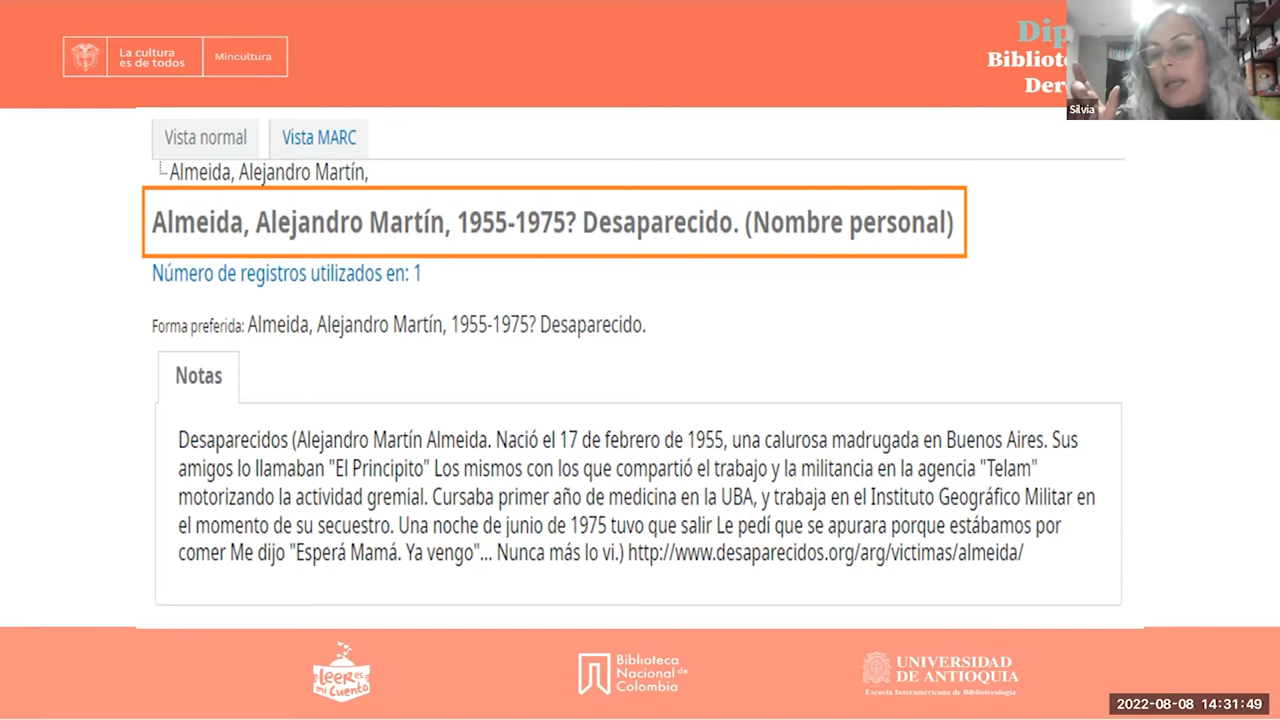 La cultura
es de todos
Mincultura
Dip
Bibliote
Der
Silvia
Vista normal
Vista MARC
Almeida, Alejandro Martín,
Almeida, Alejandro Martín, 1955-1975? Desaparecido. (Nombre personal)
Número de registros utilizados en: 1
Forma preferida: Almeida, Alejandro Martín, 1955-1975? Desaparecido.
Notas
Desaparecidos (Alejandro Martín Almeida. Nació el 17 de febrero de 1955, una calurosa madrugada en Buenos Aires. Sus
amigos lo llamaban "El Principito" Los mismos con los que compartió el trabajo y la militancia en la agencia "Telam"
motorizando la actividad gremial. Cursaba primer año de medicina en la UBA, y trabaja en el Instituto Geográfico Militar en
el momento de su secuestro. Una noche de junio de 1975 tuvo que salir Le pedí que se apurara porque estábamos por
comer Me dijo "Esperá Mamá. Ya vengo"... Nunca más lo vi.) http://www.desaparecidos.org/arg/victimas/almeida/
Leer es
mi Cuento
Biblioteca
Nacional de
Colombia
UNIVERSIDAD
DE ANTIOQUIA
Escuela Interamericana de Bibliotecología
2022-08-08 14:31:49